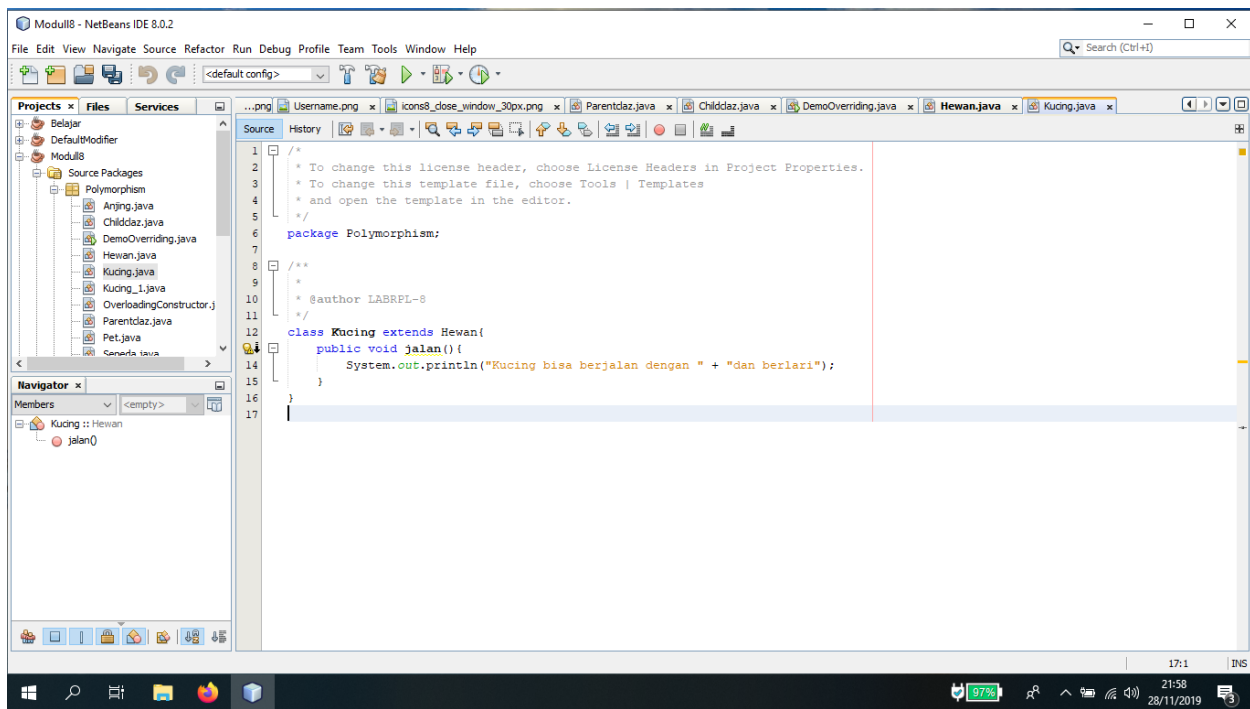 Modull8 - NetBeans IDE 8.0.2
File Edit View Navigate Source Refactor Run Debug Profile Team Tools Window Help
Search (Ctrl+I)
<default config>
Projects Files Services
...png Username.png icons8_close_window_30px.png Parentclaz.java Childclaz.java DemoOverriding.java Hewan.java Kucing.java
Belajar
DefaultModifier
Modull8
Source Packages
Polymorphism
Anjing.java
Childclaz.java
DemoOverriding.java
Hewan.java
Kucing.java
Kucing_1.java
OverloadingConstructor.j
Parentclaz.java
Pet.java
Sepeda.java
Source History
1 /*
2 * To change this license header, choose License Headers in Project Properties.
3 * To change this template file, choose Tools | Templates
4 * and open the template in the editor.
5 */
6 package Polymorphism;
7
8 /**
9 *
10 * @author LABRPL-8
11 */
12 class Kucing extends Hewan{
public void jalan(){
14 System.out.println("Kucing bisa berjalan dengan " + "dan berlari");
15 }
16 }
17
Navigator
Members <empty>
Kucing :: Hewan
jalan()
17:1 INS
97%
21:58
28/11/2019
3